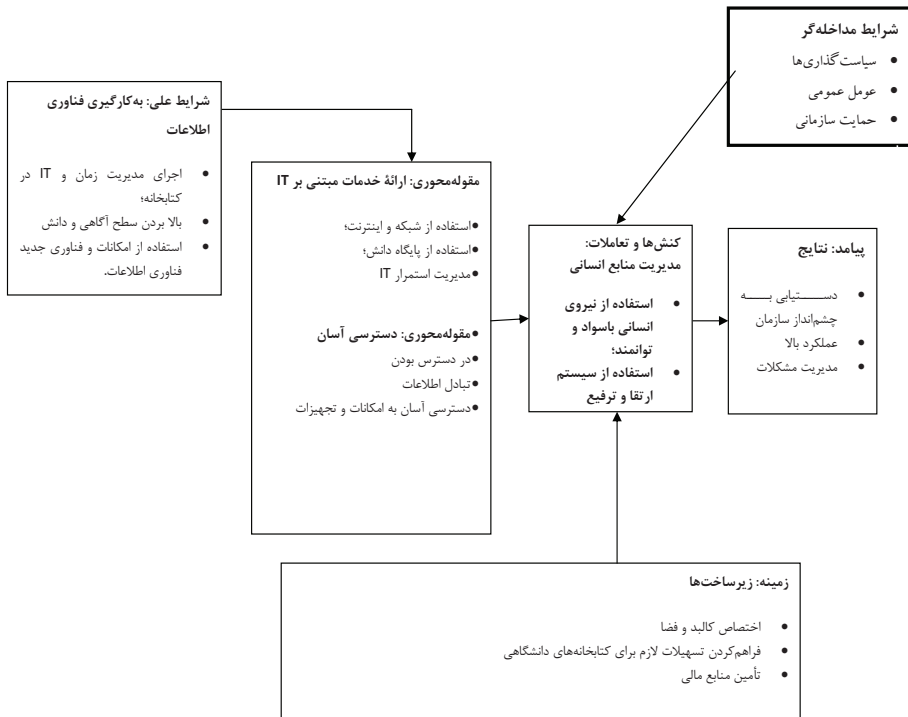 شرایط مداخله‌گر
● سیاست‌گذاری‌ها
● عومل عمومی
● حمایت سازمانی
شرایط علی: به‌کارگیری فناوری
اطلاعات
● اجرای مدیریت زمان و IT در
کتابخانه؛
● بالا بردن سطح آگاهی و دانش
● استفاده از امکانات و فناوری جدید
فناوری اطلاعات.
مقوله‌محوری: ارائۀ خدمات مبتنی بر IT
●استفاده از شبکه و اینترنت؛
●استفاده از پایگاه دانش؛
●مدیریت استمرار IT
●مقوله‌محوری: دسترسی آسان
●در دسترس بودن
●تبادل اطلاعات
●دسترسی آسان به امکانات و تجهیزات
کنش‌ها و تعاملات:
مدیریت منابع انسانی
● استفاده از نیروی
انسانی باسواد و
توانمند؛
● استفاده از سیستم
ارتقا و ترفیع
پیامد: نتایج
● دستیابی به
چشم‌انداز سازمان
● عملکرد بالا
● مدیریت مشکلات
زمینه: زیرساخت‌ها
● اختصاص کالبد و فضا
● فراهم‌کردن تسهیلات لازم برای کتابخانه‌های دانشگاهی
● تأمین منابع مالی